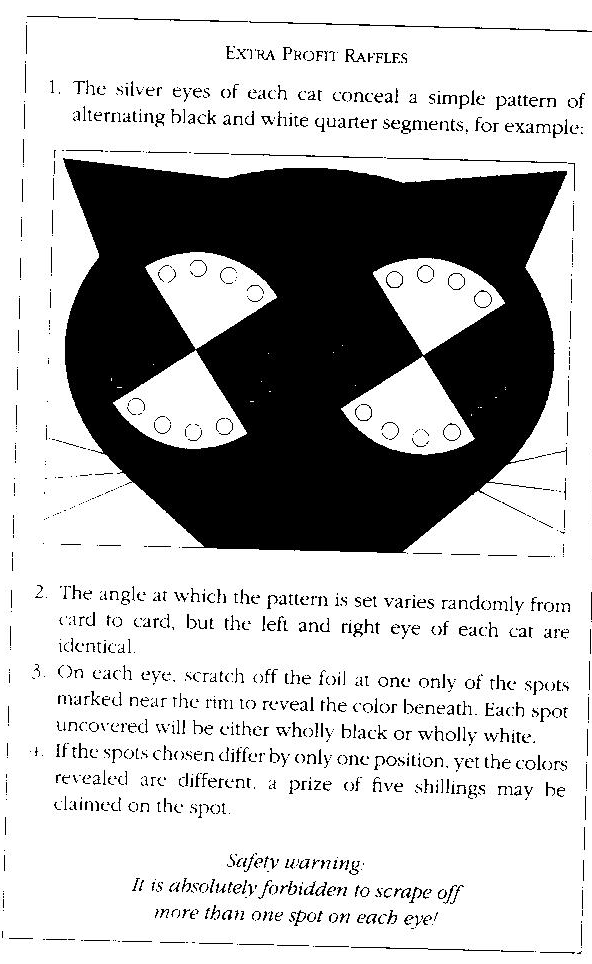 EXTRA PROFIT RAFFLES
1. The silver eyes of each cat conceal a simple pattern of
alternating black and white quarter segments, for example:
2. The angle at which the pattern is set varies randomly from
card to card, but the left and right eye of each cat are
identical.
3. On each eye, scratch off the foil at one only of the spots
marked near the rim to reveal the color beneath. Each spot
uncovered will be either wholly black or wholly white.
4. If the spots chosen differ by only one position, yet the colors
revealed are different, a prize of five shillings may be
claimed on the spot.
Safety warning:
It is absolutely forbidden to scrape off
more than one spot on each eye!